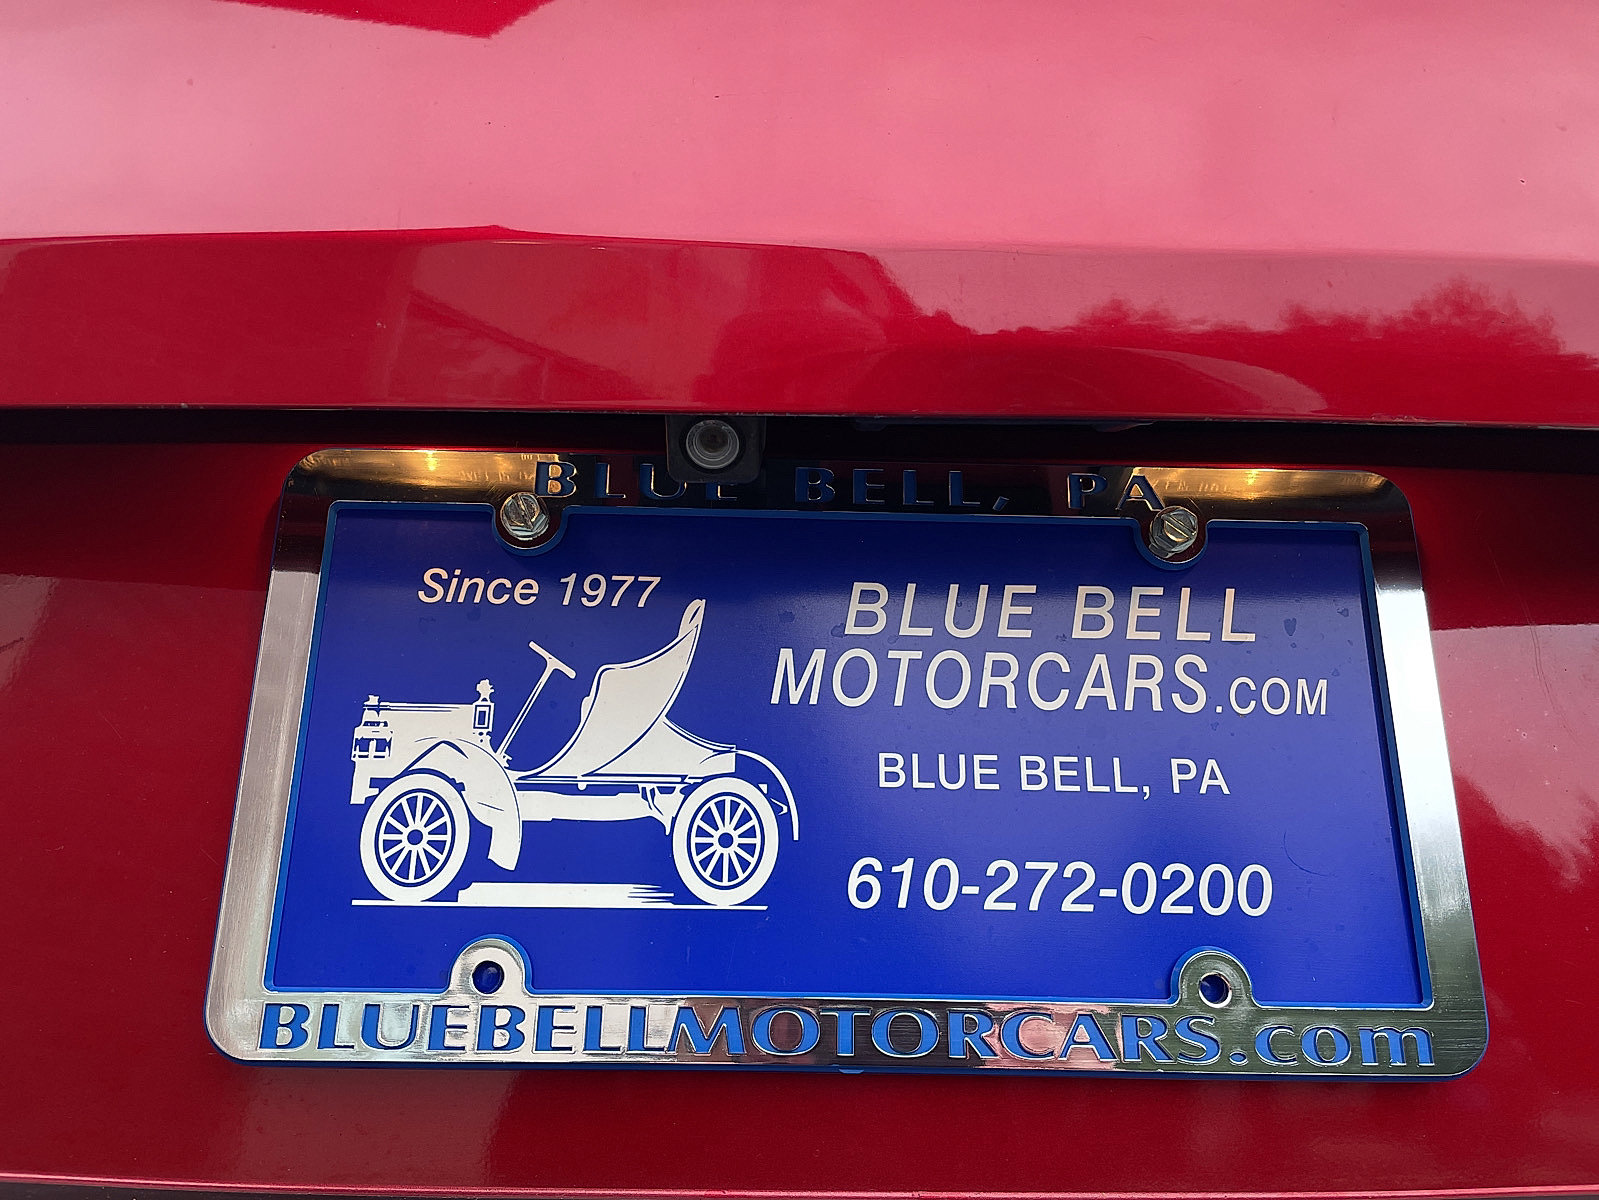 BLUE BELL, PA
Since 1977
BLUE BELL
MOTORCARS.COM
BLUE BELL, PA
610-272-0200
BLUEBELLMOTORCARS.com